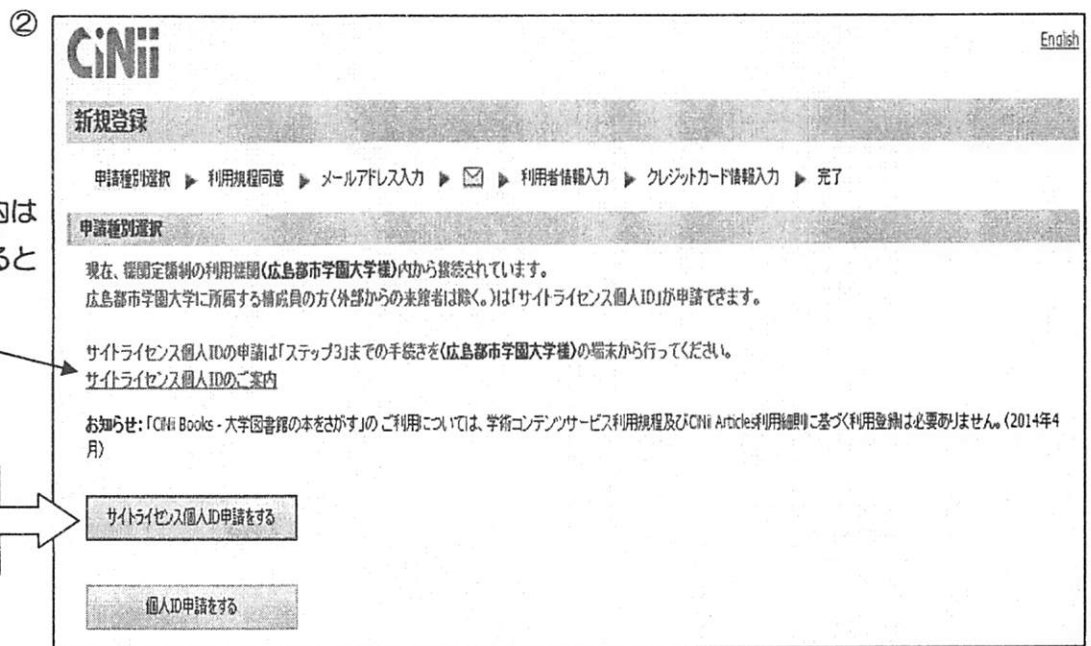 ②
CiNii
English
新規登録
申請種別選択 ▶ 利用規程同意 ▶ メールアドレス入力 ▶ ✉ ▶ 利用者情報入力 ▶ クレジットカード情報入力 ▶ 完了
内は
ると
申請種別選択
現在、機関定額制の利用機関(広島都市学園大学様)内から接続されています。
広島都市学園大学に所属する構成員の方(外部からの来館者は除く。)は「サイトライセンス個人ID」が申請できます。
サイトライセンス個人IDの申請は「ステップ3」までの手続きを(広島都市学園大学様)の端末から行ってください。
サイトライセンス個人IDのご案内
お知らせ:「CiNii Books - 大学図書館の本をさがす」の ご利用については、学術コンテンツサービス利用規程及びCiNii Articles利用細則に基づく利用登録は必要ありません。(2014年4
月)
サイトライセンス個人ID申請をする
個人ID申請をする